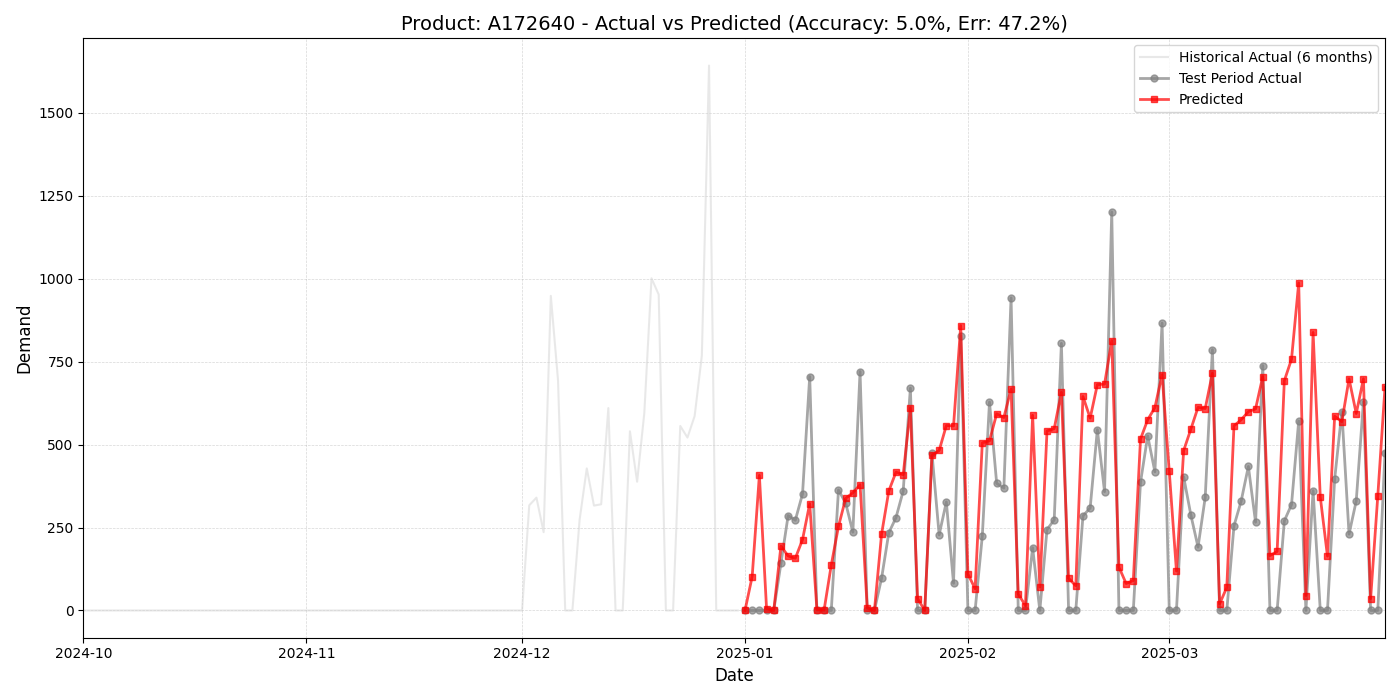 Product: A172640 - Actual vs Predicted (Accuracy: 5.0%, Err: 47.2%)
Historical Actual (6 months)
Test Period Actual
Predicted
1500
1250
1000
750
500
250
0
Demand
2024-10
2024-11
2024-12
2025-01
2025-02
2025-03
Date